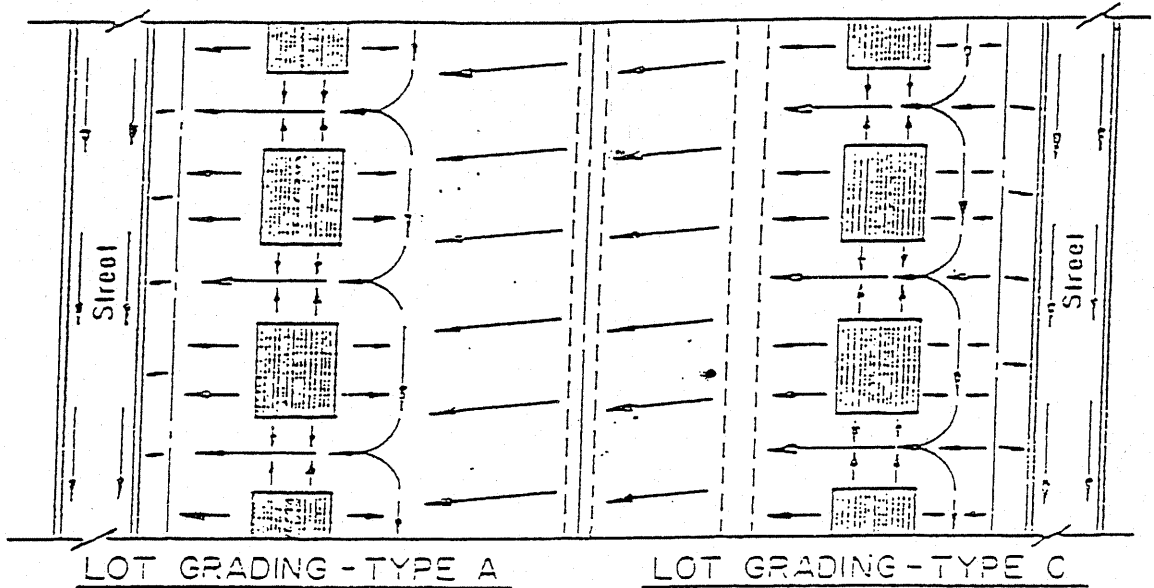 Street
Street
LOT GRADING - TYPE A
LOT GRADING - TYPE C